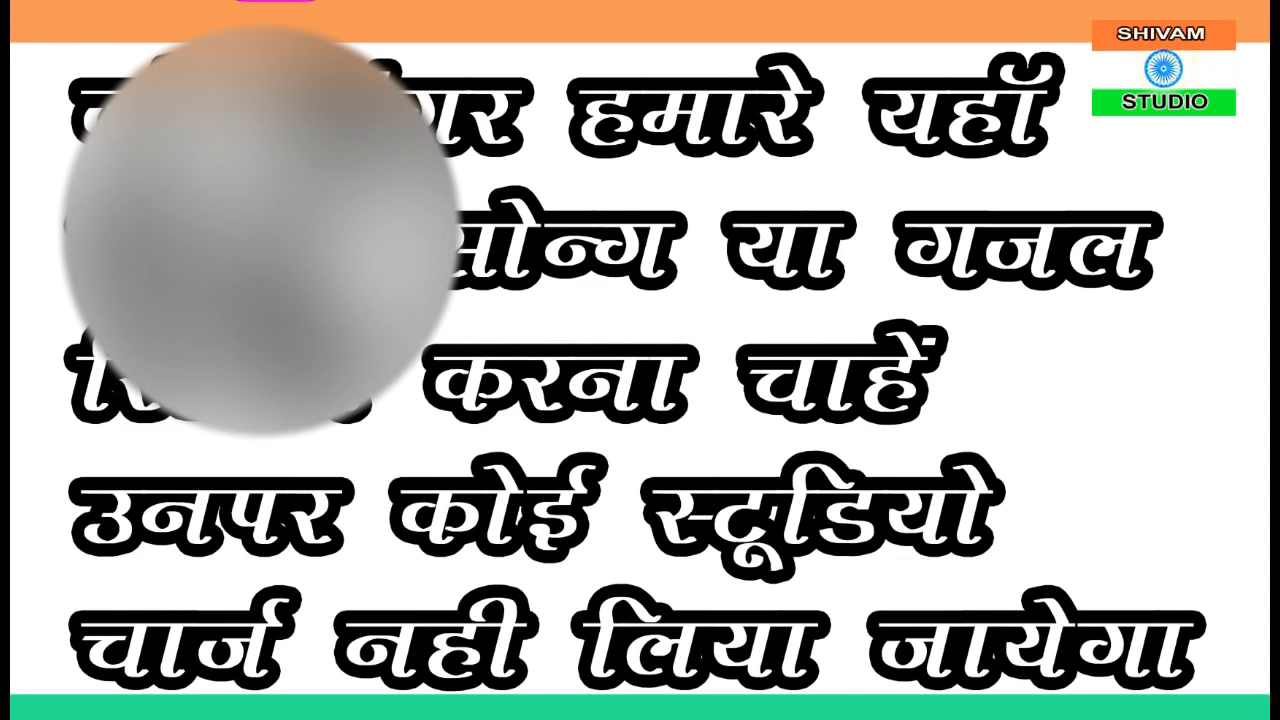 SHIVAM
STUDIO
हमारे यहाँ
सोन्ग या गजल
करना चाहें
उनपर कोई स्टूडियो
चार्ज नही लिया जायेगा